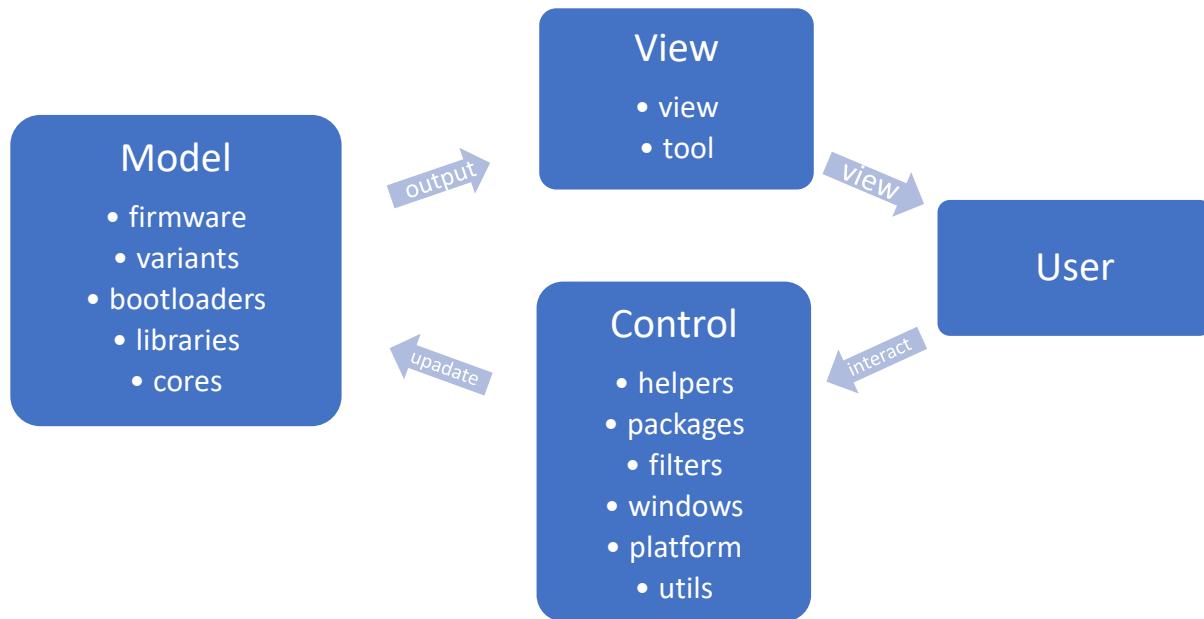 Model
• firmware
• variants
• bootloaders
• libraries
• cores
output
View
• view
• tool
view
User
interact
Control
• helpers
• packages
• filters
• windows
• platform
• utils
upadate